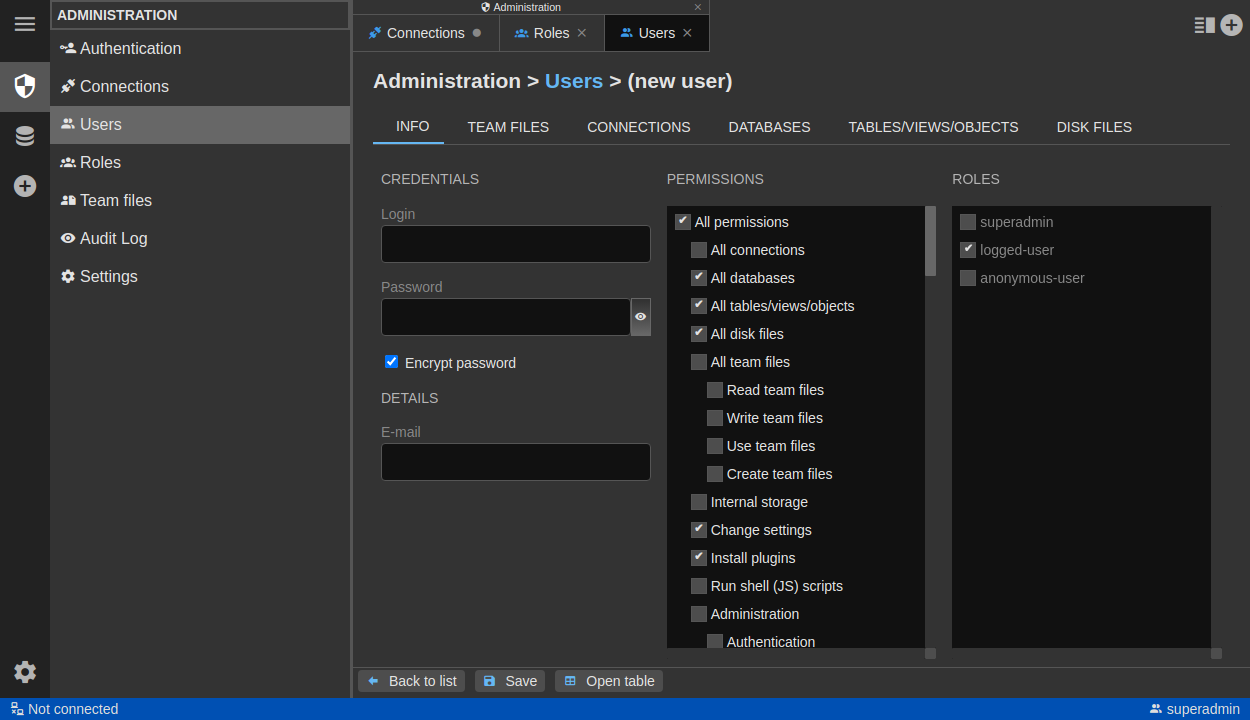 ADMINISTRATION
Authentication
Connections
Users
Roles
Team files
Audit Log
Settings
Administration
Connections
Roles
Users
Administration > Users > (new user)
INFO
TEAM FILES
CONNECTIONS
DATABASES
TABLES/VIEWS/OBJECTS
DISK FILES
CREDENTIALS
Login
Password
Encrypt password
DETAILS
E-mail
PERMISSIONS
All permissions
All connections
All databases
All tables/views/objects
All disk files
All team files
Read team files
Write team files
Use team files
Create team files
Internal storage
Change settings
Install plugins
Run shell (JS) scripts
Administration
Authentication
ROLES
superadmin
logged-user
anonymous-user
Back to list
Save
Open table
Not connected
superadmin